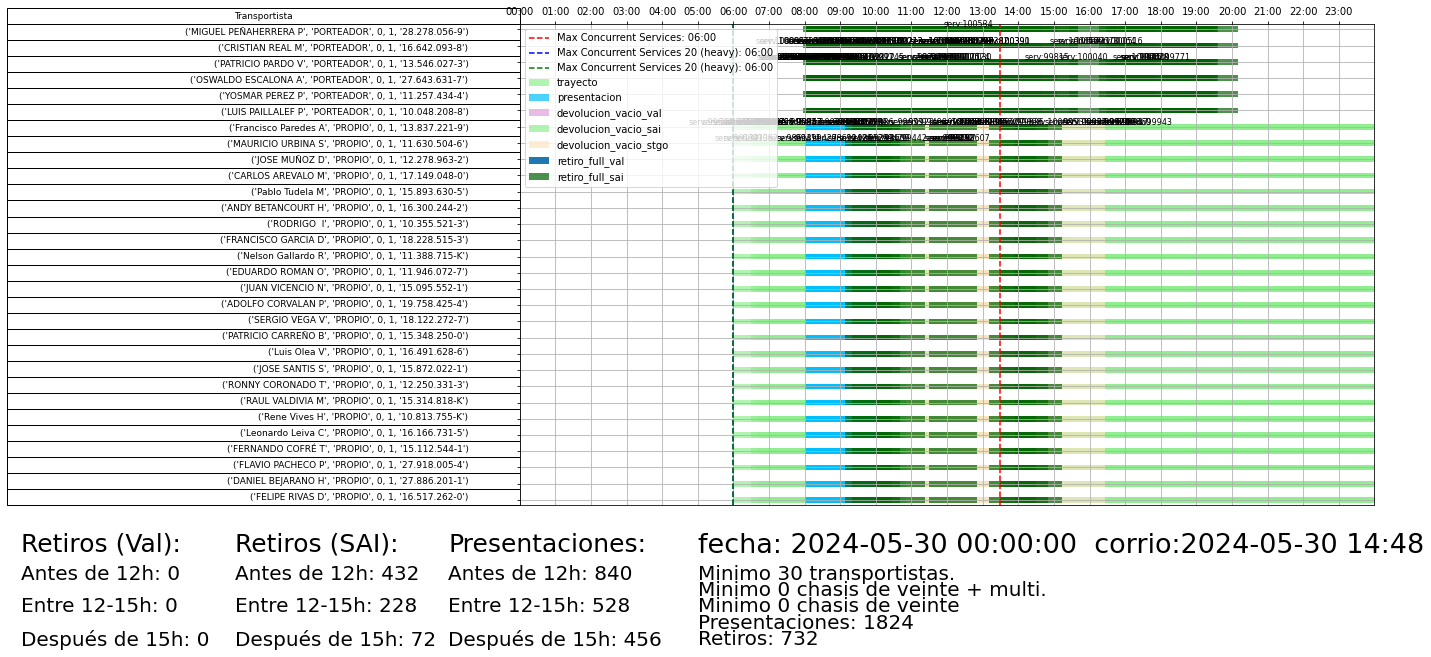 Transportista
00:00 01:00 02:00 03:00 04:00 05:00 06:00 07:00 08:00 09:00 10:00 11:00 12:00 13:00 14:00 15:00 16:00 17:00 18:00 19:00 20:00 21:00 22:00 23:00
('MIGUEL PEÑAHERRERA P', 'PORTEADOR', 0, 1, '28.278.056-9')
('CRISTIAN REAL M', 'PORTEADOR', 0, 1, '16.642.093-8')
('PATRICIO PARDO V', 'PORTEADOR', 0, 1, '13.546.027-3')
('OSWALDO ESCALONA A', 'PORTEADOR', 0, 1, '27.643.631-7')
('YOSMAR PEREZ P', 'PORTEADOR', 0, 1, '11.257.434-4')
('LUIS PAILLALEF P', 'PORTEADOR', 0, 1, '10.048.208-8')
('Francisco Paredes A', 'PROPIO', 0, 1, '13.837.221-9')
('MAURICIO URBINA S', 'PROPIO', 0, 1, '11.630.504-6')
('JOSE MUÑOZ D', 'PROPIO', 0, 1, '12.278.963-2')
('CARLOS AREVALO M', 'PROPIO', 0, 1, '17.149.048-0')
('Pablo Tudela M', 'PROPIO', 0, 1, '15.893.630-5')
('ANDY BETANCOURT H', 'PROPIO', 0, 1, '16.300.244-2')
('RODRIGO  I', 'PROPIO', 0, 1, '10.355.521-3')
('FRANCISCO GARCIA D', 'PROPIO', 0, 1, '18.228.515-3')
('Nelson Gallardo R', 'PROPIO', 0, 1, '11.388.715-K')
('EDUARDO ROMAN O', 'PROPIO', 0, 1, '11.946.072-7')
('JUAN VICENCIO N', 'PROPIO', 0, 1, '15.095.552-1')
('ADOLFO CORVALAN P', 'PROPIO', 0, 1, '19.758.425-4')
('SERGIO VEGA V', 'PROPIO', 0, 1, '18.122.272-7')
('PATRICIO CARREÑO B', 'PROPIO', 0, 1, '15.348.250-0')
('Luis Olea V', 'PROPIO', 0, 1, '16.491.628-6')
('JOSE SANTIS S', 'PROPIO', 0, 1, '15.872.022-1')
('RONNY CORONADO T', 'PROPIO', 0, 1, '12.250.331-3')
('RAUL VALDIVIA M', 'PROPIO', 0, 1, '15.314.818-K')
('Rene Vives H', 'PROPIO', 0, 1, '10.813.755-K')
('Leonardo Leiva C', 'PROPIO', 0, 1, '16.166.731-5')
('FERNANDO COFRÉ T', 'PROPIO', 0, 1, '15.112.544-1')
('FLAVIO PACHECO P', 'PROPIO', 0, 1, '27.918.005-4')
('DANIEL BEJARANO H', 'PROPIO', 0, 1, '27.886.201-1')
('FELIPE RIVAS D', 'PROPIO', 0, 1, '16.517.262-0')
serv:100584
Max Concurrent Services: 06:00
Max Concurrent Services 20 (heavy): 06:00
Max Concurrent Services 20 (heavy): 06:00
trayecto
presentacion
devolucion_vacio_val
devolucion_vacio_sai
devolucion_vacio_stgo
retiro_full_val
retiro_full_sai
Retiros (Val):
Antes de 12h: 0
Entre 12-15h: 0
Después de 15h: 0
Retiros (SAI):
Antes de 12h: 432
Entre 12-15h: 228
Después de 15h: 72
Presentaciones:
Antes de 12h: 840
Entre 12-15h: 528
Después de 15h: 456
fecha: 2024-05-30 00:00:00  corrio:2024-05-30 14:48
Minimo 30 transportistas.
Minimo 0 chasis de veinte + multi.
Minimo 0 chasis de veinte
Presentaciones: 1824
Retiros: 732